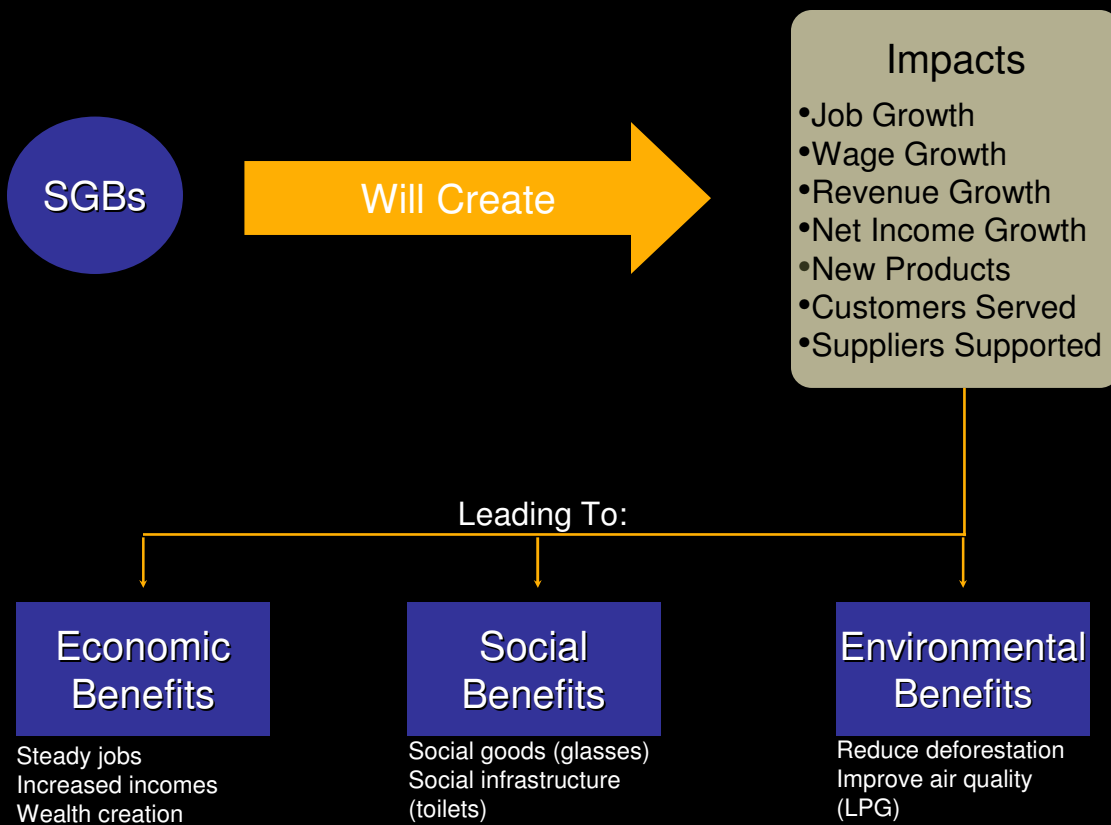 SGBs
Will Create
Impacts
•Job Growth
•Wage Growth
•Revenue Growth
•Net Income Growth
•New Products
•Customers Served
•Suppliers Supported
Leading To:
Economic
Benefits
Steady jobs
Increased incomes
Wealth creation
Social
Benefits
Social goods (glasses)
Social infrastructure
(toilets)
Environmental
Benefits
Reduce deforestation
Improve air quality
(LPG)